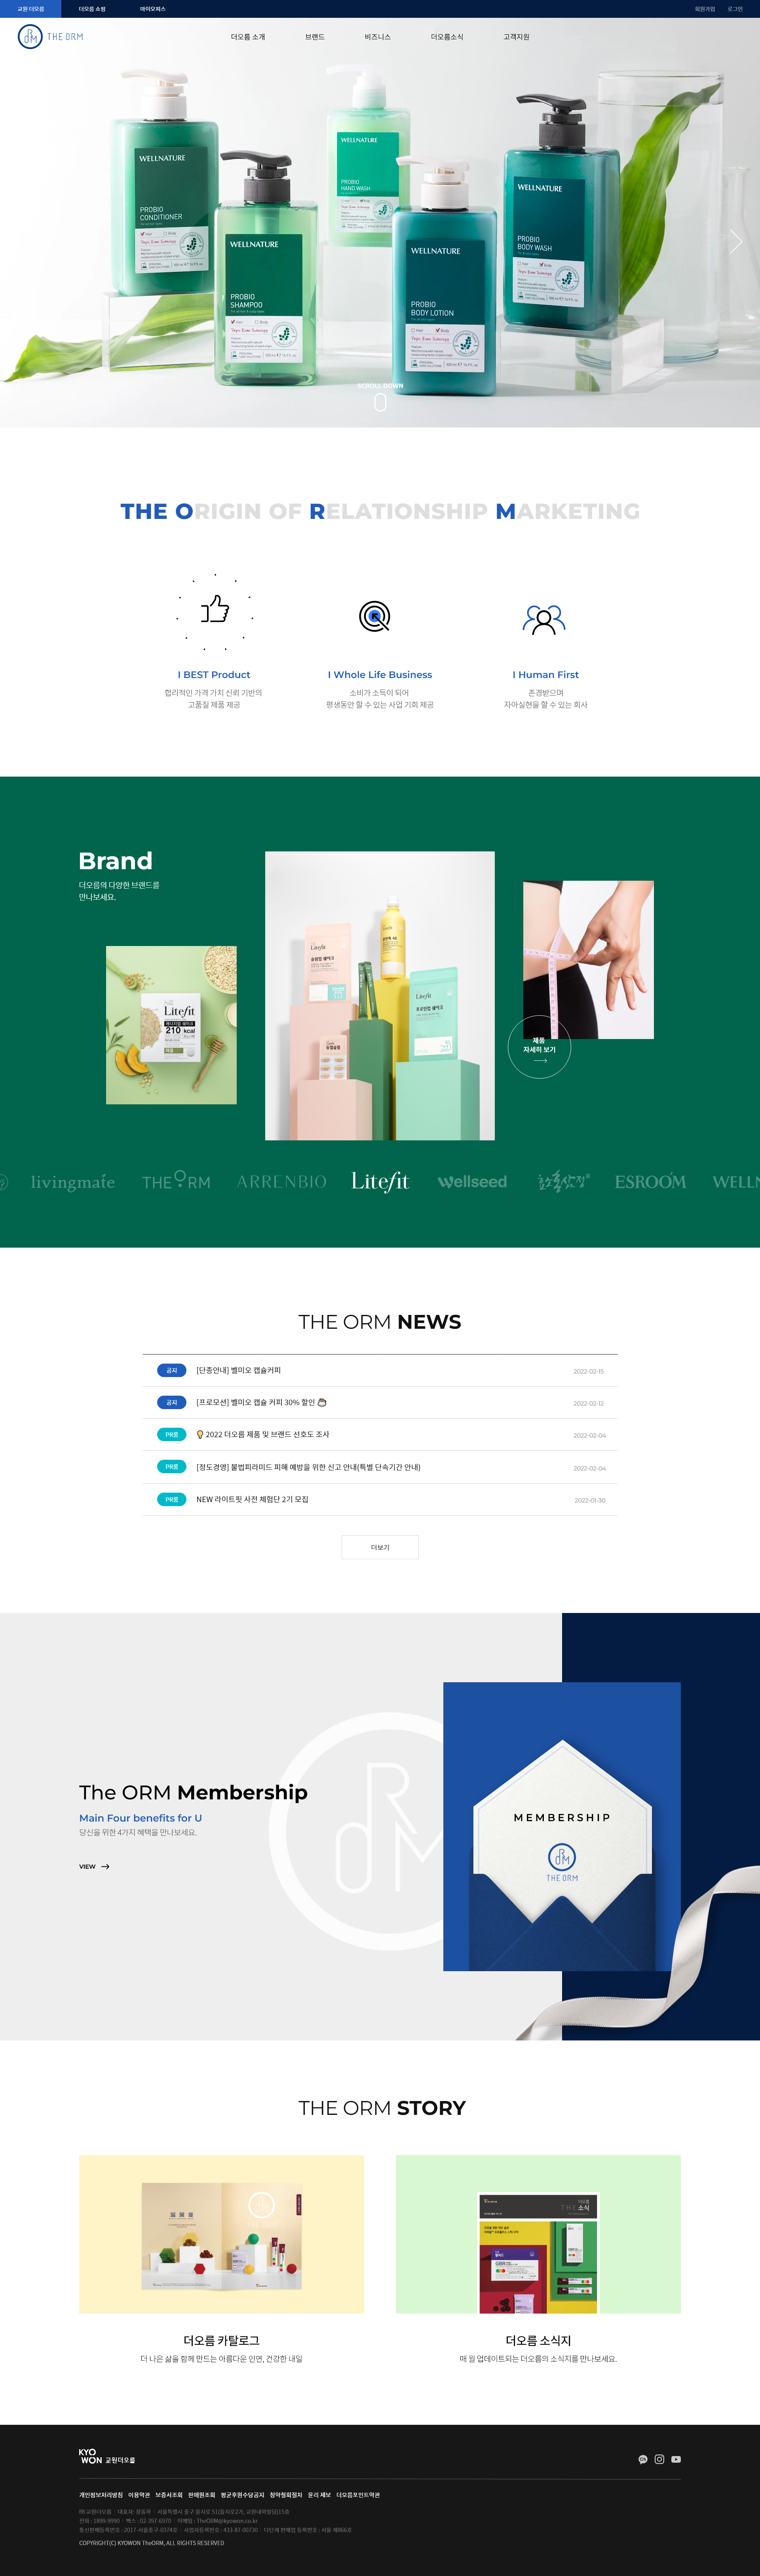 교원 더오름
더오름 쇼핑
마이오피스
회원가입
로그인
THE ORM
더오름 소개
브랜드
비즈니스
더오름소식
고객지원
WELLNATURE
PROBIO
CONDITIONER
WELLNATURE
PROBIO
SHAMPOO
WELLNATURE
PROBIO
HAND WASH
WELLNATURE
PROBIO
BODY LOTION
WELLNATURE
PROBIO
BODY WASH
SCROLL DOWN
THE ORIGIN OF RELATIONSHIP MARKETING
I BEST Product
합리적인 가격 가치 신뢰 기반의
고품질 제품 제공
I Whole Life Business
소비가 소득이 되어
평생동안 할 수 있는 사업 기회 제공
I Human First
존경받으며
자아실현을 할 수 있는 회사
Brand
더오름의 다양한 브랜드를
만나보세요.
Litefit
210 kcal
Litefit
Litefit
제품
자세히 보기
livingmate
THE ORM
ARRENBIO
Litefit
wellseed
ESROOM
WELLN
THE ORM NEWS
공지
[단종안내] 벨미오 캡슐커피
2022-02-15
공지
[프로모션] 벨미오 캡슐 커피 30% 할인
2022-02-12
PR룸
2022 더오름 제품 및 브랜드 선호도 조사
2022-02-04
PR룸
[정도경영] 불법피라미드 피해 예방을 위한 신고 안내(특별 단속기간 안내)
2022-02-04
PR룸
NEW 라이트핏 사전 체험단 2기 모집
2022-01-30
더보기
The ORM Membership
Main Four benefits for U
당신을 위한 4가지 혜택을 만나보세요.
VIEW
MEMBERSHIP
THE ORM
THE ORM STORY
더오름 카탈로그
더 나은 삶을 함께 만드는 아름다운 인연, 건강한 내일
더오름
THE 소식
더오름 소식지
매 월 업데이트되는 더오름의 소식지를 만나보세요.
KYO
WON 교원더오름
개인정보처리방침 이용약관 보증서조회 판매원조회 평균후원수당공지 청약철회절차 윤리 제보 더오름포인트약관
㈜교원더오름 | 대표자: 장동하 | 서울특별시 중구 을지로 51(을지로2가, 교원내외빌딩)15층
전화 : 1899-9990 | 팩스 : 02-397-6970 | 이메일 : TheORM@kyowon.co.kr
통신판매등록번호 : 2017-서울중구-0374호 | 사업자등록번호 : 433-87-00730 | 다단계 판매업 등록번호 : 서울 제866호
COPYRIGHT(C) KYOWON TheORM, ALL RIGHTS RESERVED